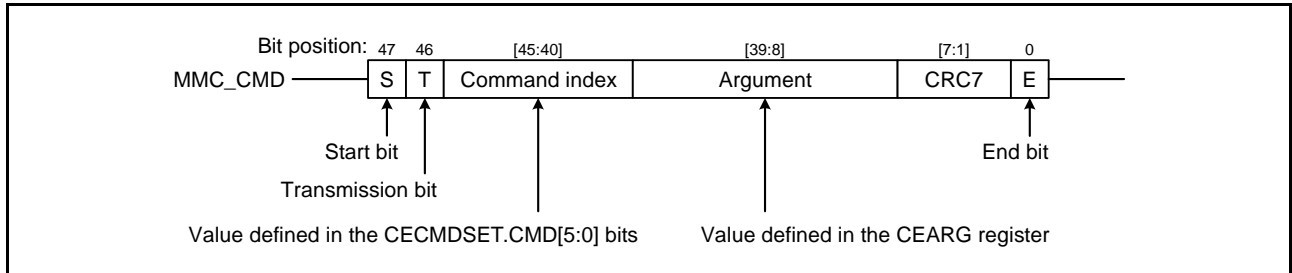 Bit position: 47 46 [45:40] [39:8] [7:1] 0
MMC_CMD S T Command index Argument CRC7 E
Start bit End bit
Transmission bit
Value defined in the CECMDSET.CMD[5:0] bits Value defined in the CEARG register